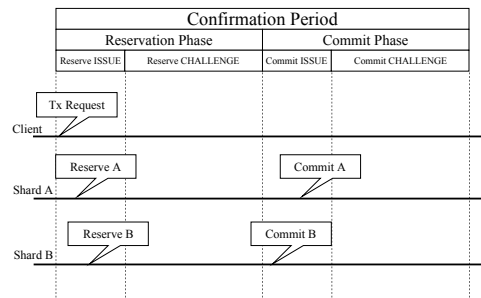 Confirmation Period
Reservation Phase Commit Phase
Reserve ISSUE Reserve CHALLENGE Commit ISSUE Commit CHALLENGE
Tx Request
Client
Reserve A Commit A
Shard A
Reserve B Commit B
Shard B